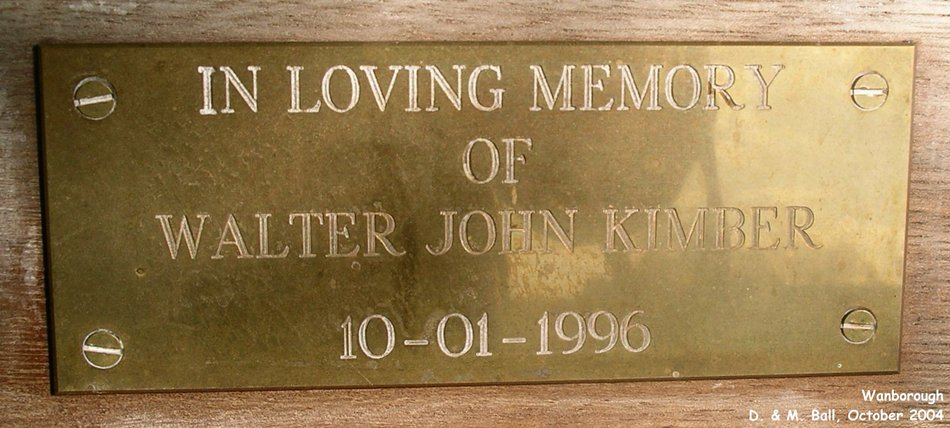 IN LOVING MEMORY
OF
WALTER JOHN KIMBER
10-01-1996
Wanborough
D. & M. Ball, October 2004